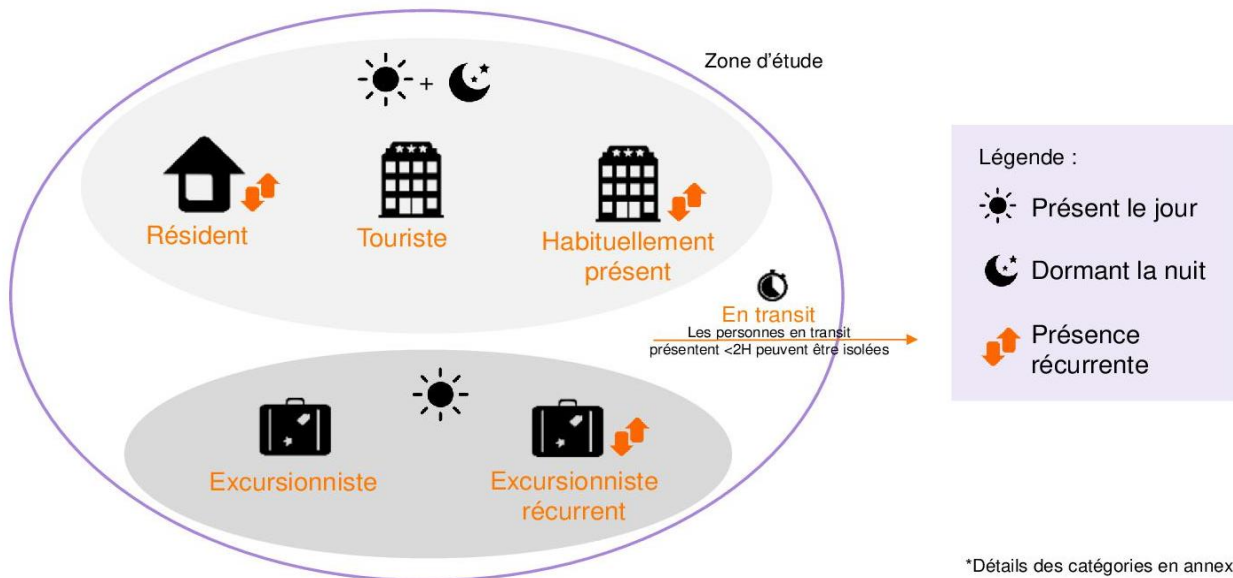 Zone d'étude
+
Résident
Touriste
Habituellement
présent
En transit
Les personnes en transit
présentent <2H peuvent être isolées
Excursionniste
Excursionniste
récurrent
Légende :
Présent le jour
Dormant la nuit
Présence
récurrente
*Détails des catégories en annex